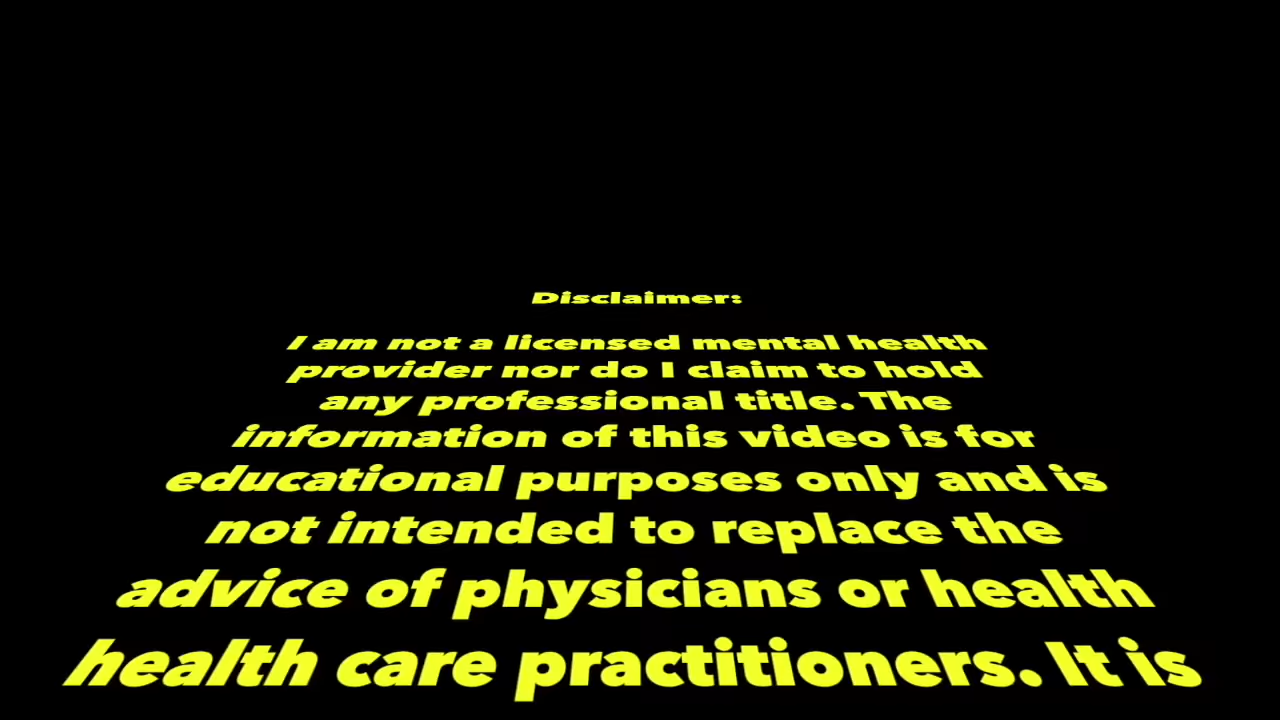 Disclaimer:
I am not a licensed mental health
provider nor do I claim to hold
any professional title. The
information of this video is for
educational purposes only and is
not intended to replace the
advice of physicians or health
health care practitioners. It is